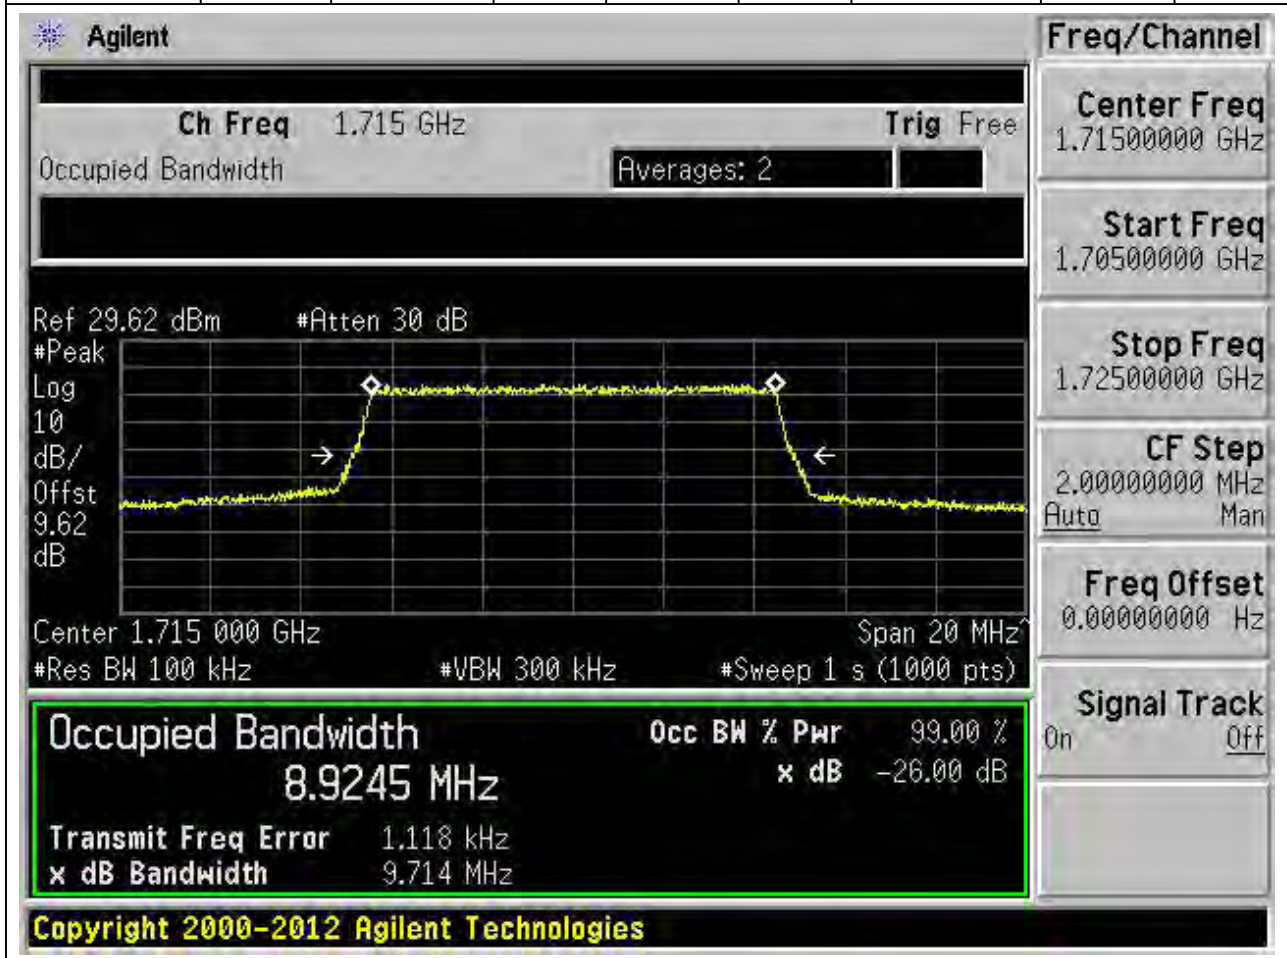 Agilent
Freq/Channel
Ch Freq 1.715 GHz Trig Free
Occupied Bandwidth Averages: 2
Center Freq
1.71500000 GHz
Start Freq
1.70500000 GHz
Stop Freq
1.72500000 GHz
CF Step
2.00000000 MHz
Auto Man
Freq Offset
0.00000000 Hz
Signal Track
On Off
Ref 29.62 dBm #Atten 30 dB
#Peak
Log
10
dB/
Offst
9.62
dB
Center 1.715 000 GHz Span 20 MHz^
#Res BW 100 kHz #VBW 300 kHz #Sweep 1 s (1000 pts)
Occupied Bandwidth Occ BW % Pwr 99.00 %
8.9245 MHz x dB -26.00 dB
Transmit Freq Error 1.118 kHz
x dB Bandwidth 9.714 MHz
Copyright 2000-2012 Agilent Technologies